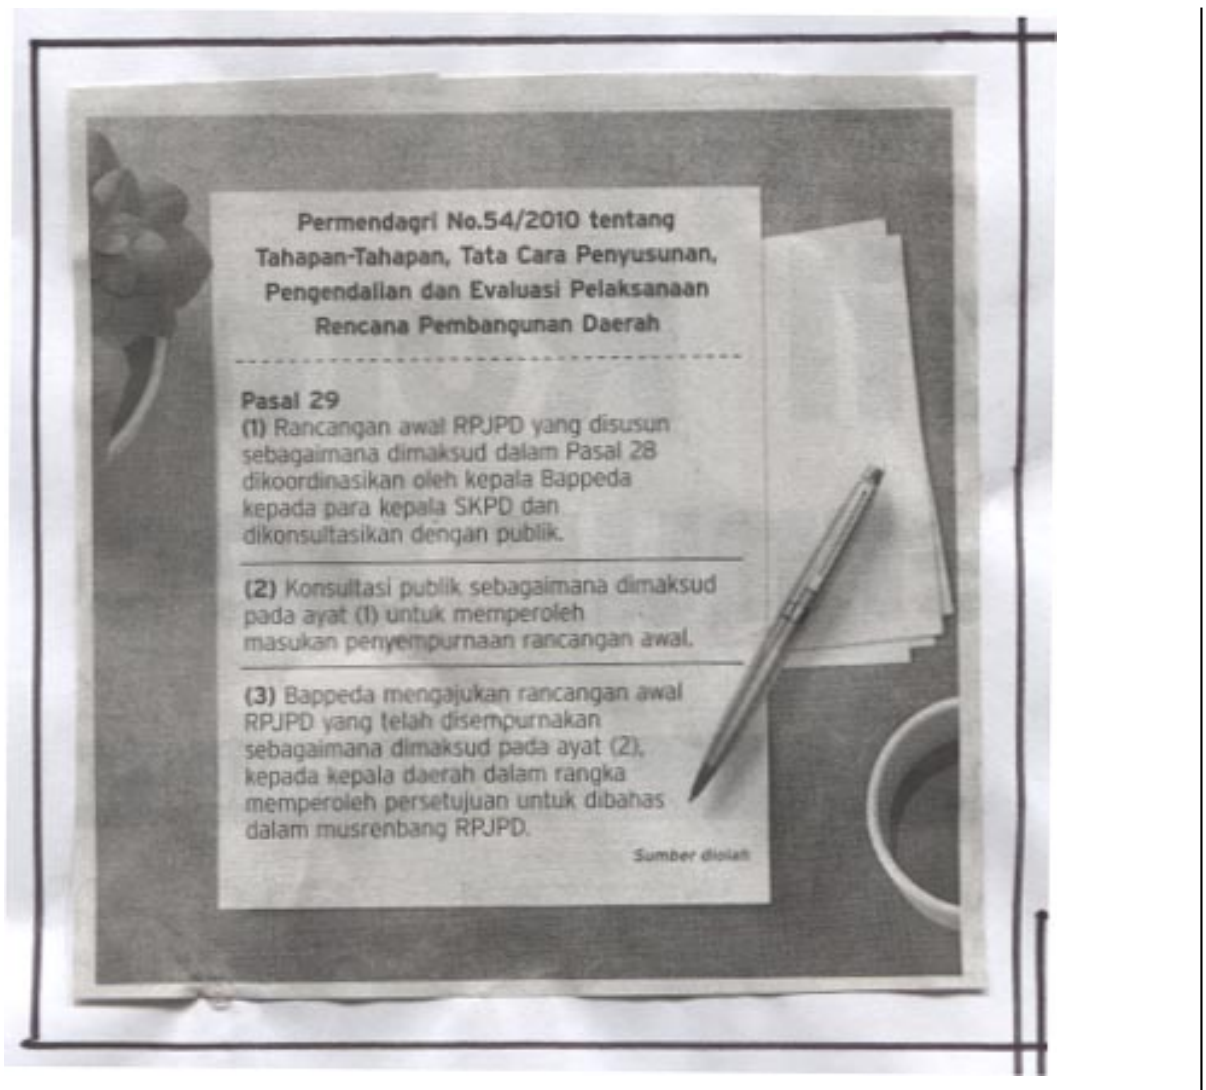 Permendagri No.54/2010 tentang
Tahapan-Tahapan, Tata Cara Penyusunan,
Pengendalian dan Evaluasi Pelaksanaan
Rencana Pembangunan Daerah
Pasal 29
(1) Rancangan awal RPJPD yang disusun
sebagaimana dimaksud dalam Pasal 28
dikoordinasikan oleh kepala Bappeda
kepada para kepala SKPD dan
dikonsultasikan dengan publik.
(2) Konsultasi publik sebagaimana dimaksud
pada ayat (1) untuk memperoleh
masukan penyempurnaan rancangan awal.
(3) Bappeda mengajukan rancangan awal
RPJPD yang telah disempurnakan
sebagaimana dimaksud pada ayat (2),
kepada kepala daerah dalam rangka
memperoleh persetujuan untuk dibahas
dalam musrenbang RPJPD.
Sumber diolah